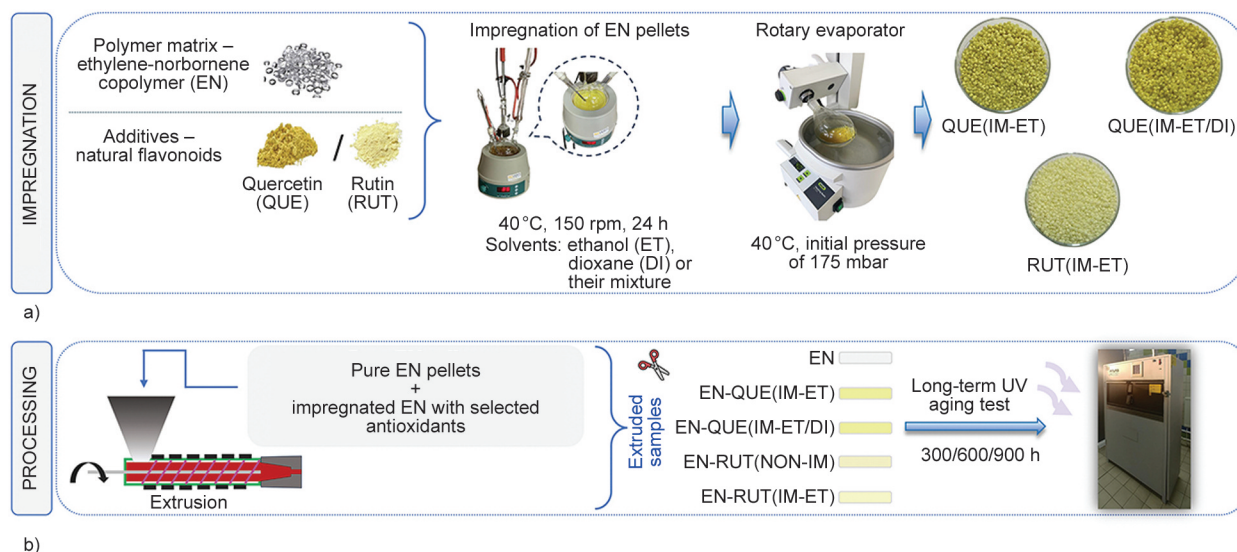 IMPREGNATION
Polymer matrix –
ethylene-norbornene
copolymer (EN)
Additives –
natural flavonoids
Quercetin
(QUE)
/
Rutin
(RUT)
Impregnation of EN pellets
40 °C, 150 rpm, 24 h
Solvents: ethanol (ET),
dioxane (DI) or
their mixture
Rotary evaporator
40 °C, initial pressure
of 175 mbar
QUE(IM-ET)
QUE(IM-ET/DI)
RUT(IM-ET)
a)
PROCESSING
Extrusion
Pure EN pellets
+
impregnated EN with selected
antioxidants
Extruded
samples
EN
EN-QUE(IM-ET)
EN-QUE(IM-ET/DI)
EN-RUT(NON-IM)
EN-RUT(IM-ET)
Long-term UV
aging test
300/600/900 h
b)